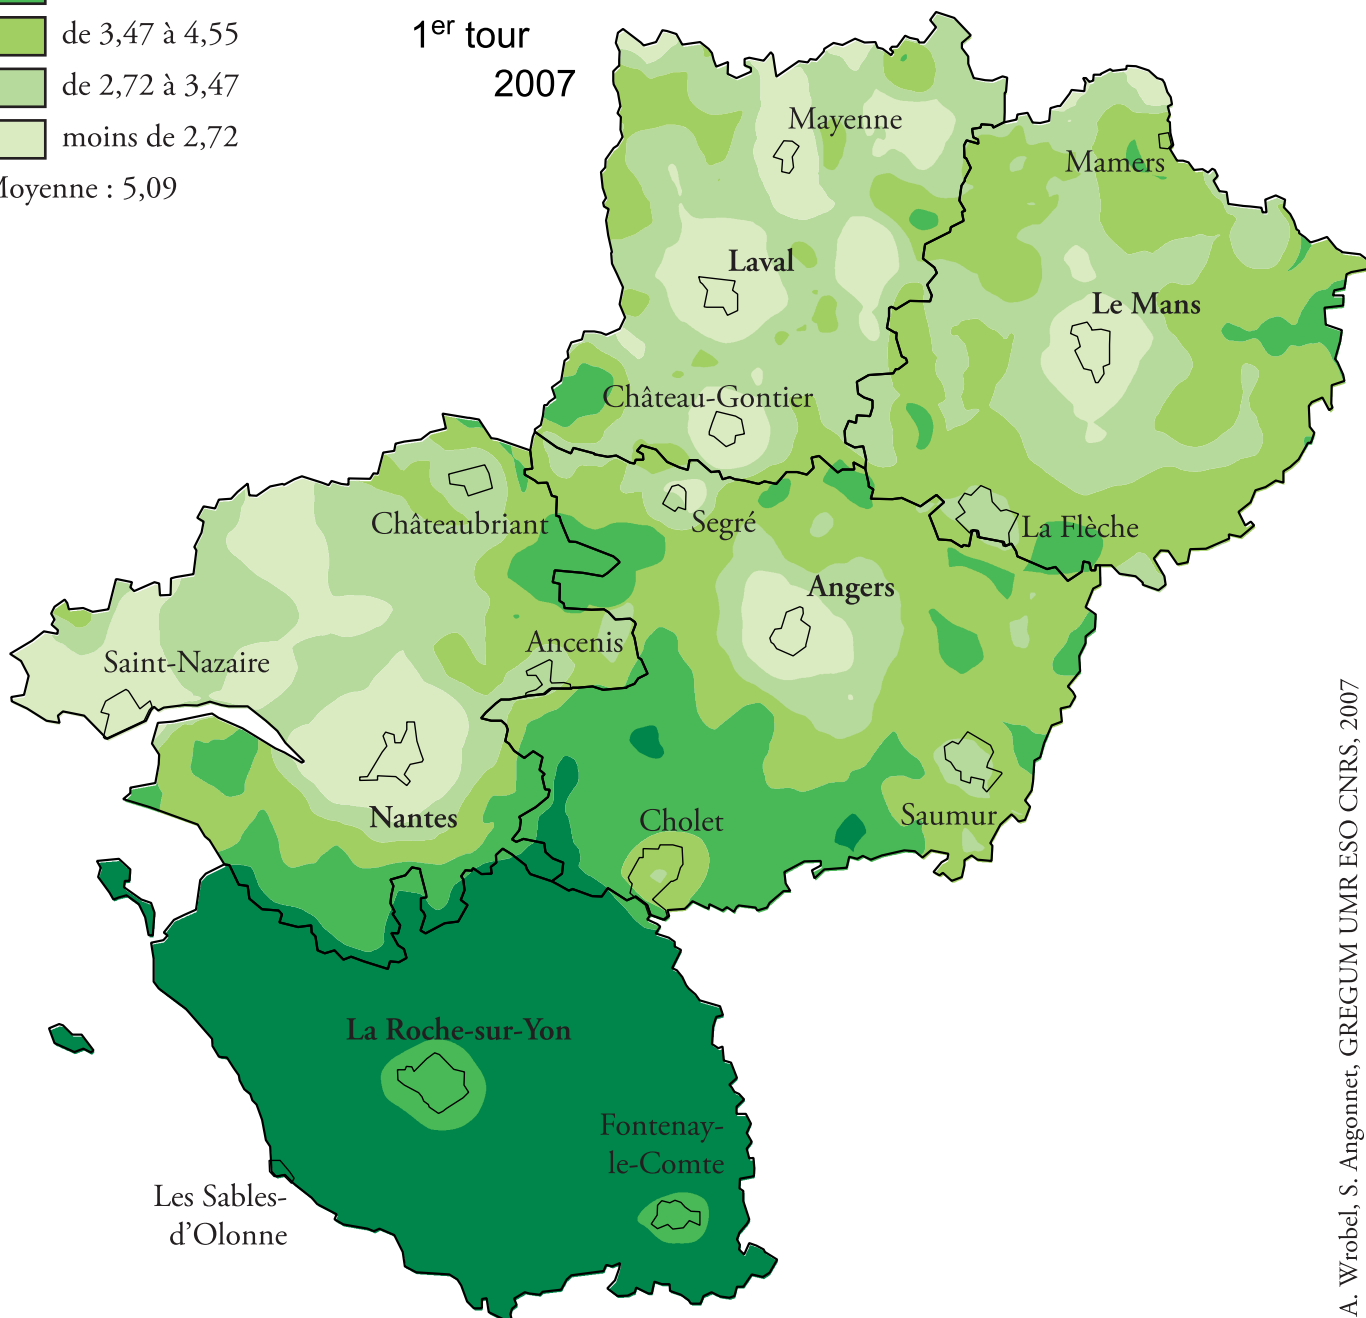 de 3,47 à 4,55
de 2,72 à 3,47
moins de 2,72
Moyenne : 5,09
1er tour
2007
Mayenne
Mamers
Laval
Le Mans
Château-Gontier
Châteaubriant
Segré
La Flèche
Angers
Ancenis
Saint-Nazaire
Nantes
Cholet
Saumur
La Roche-sur-Yon
Fontenay-
le-Comte
Les Sables-
d'Olonne
A. Wrobel, S. Angonnet, GREGUM UMR ESO CNRS, 2007